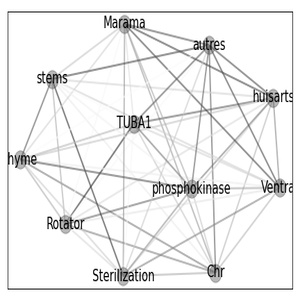 Marama
autres
stems
huisarts
TUBA1
hyme
phosphokinase
Ventra
Rotator
Sterilization
Chr